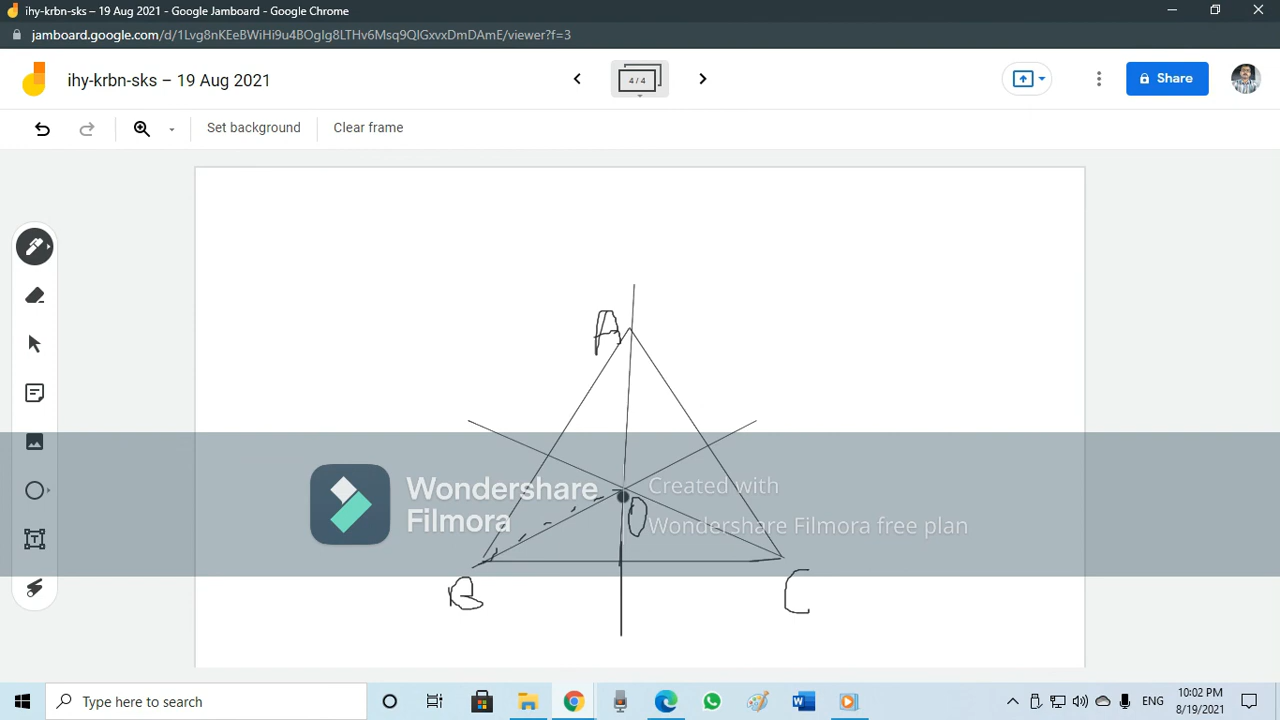 ihy-krbn-sks – 19 Aug 2021 - Google Jamboard - Google Chrome
jamboard.google.com/d/1Lvg8nKEeBWiHi9u4BOgIg8LTHv6Msq9QlGxvxDmDAmE/viewer?f=3
ihy-krbn-sks – 19 Aug 2021
4 / 4
Share
Set background
Clear frame
A
Wondershare
Filmora
Created with
Wondershare Filmora free plan
O
B
C
Type here to search
ENG
10:02 PM
8/19/2021